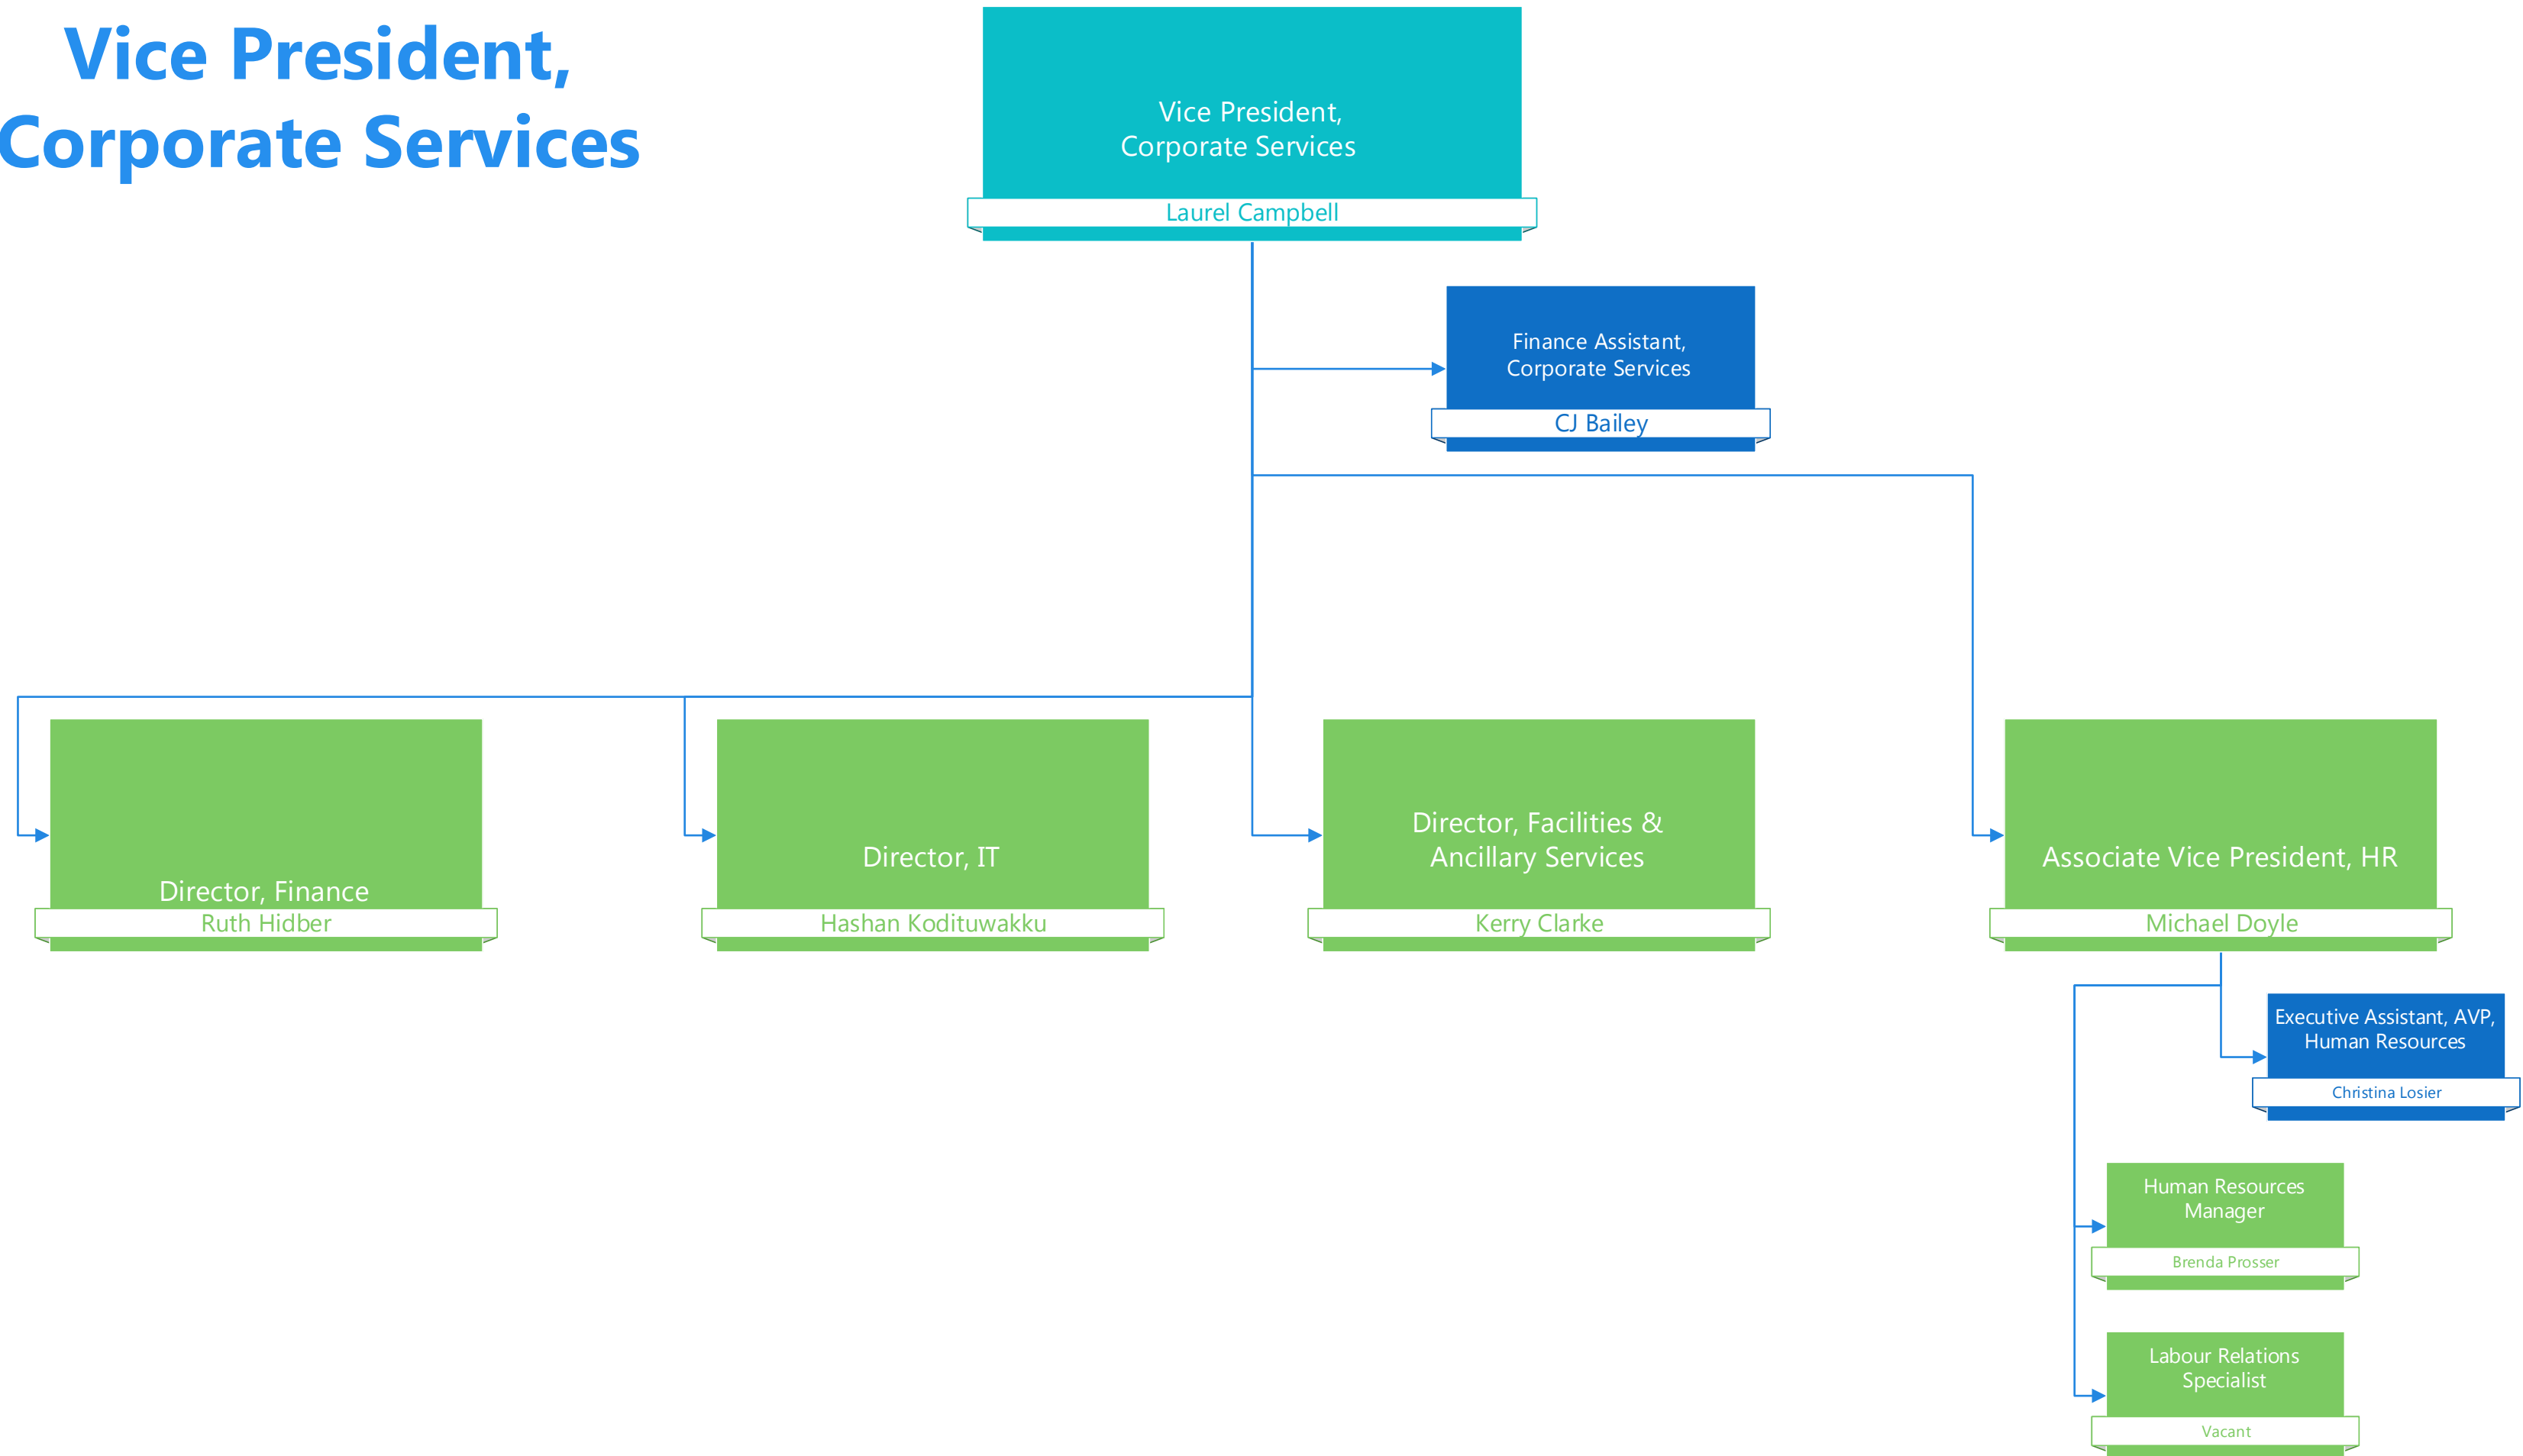 Vice President,
Corporate Services
Vice President,
Corporate Services
Laurel Campbell
Finance Assistant,
Corporate Services
CJ Bailey
Director, Finance
Ruth Hidber
Director, IT
Hashan Kodituwakku
Director, Facilities &
Ancillary Services
Kerry Clarke
Associate Vice President, HR
Michael Doyle
Executive Assistant, AVP,
Human Resources
Christina Losier
Human Resources
Manager
Brenda Prosser
Labour Relations
Specialist
Vacant